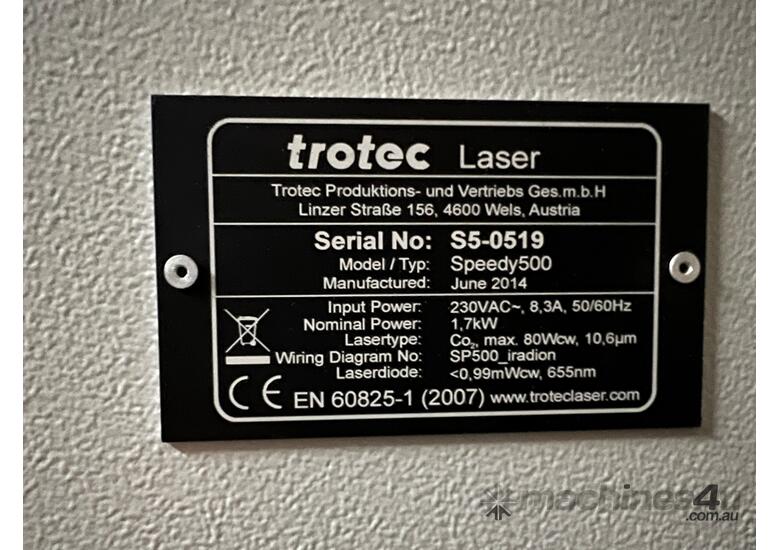 trotec Laser
Trotec Produktions- und Vertriebs Ges.m.b.H
Linzer Straße 156, 4600 Wels, Austria
Serial No: S5-0519
Model / Typ: Speedy500
Manufactured: June 2014
Input Power: 230VAC~, 8,3A, 50/60Hz
Nominal Power: 1,7kW
Lasertype: Co₂, max. 80Wcw, 10,6µm
Wiring Diagram No: SP500_iradion
Laserdiode: <0,99mWcw, 655nm
CE EN 60825-1 (2007) www.troteclaser.com
machines4u
.com.au